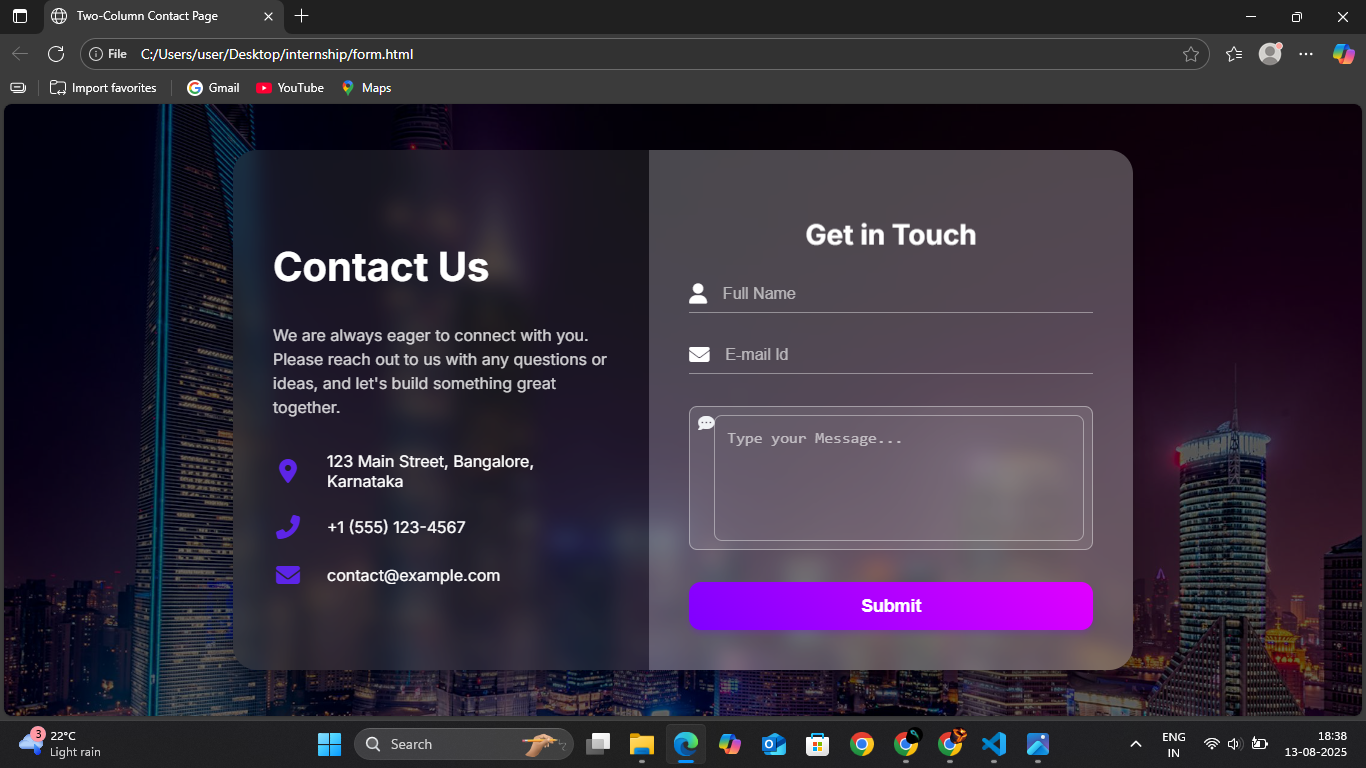 Two-Column Contact Page
File C:/Users/user/Desktop/internship/form.html
Import favorites Gmail YouTube Maps
Contact Us
We are always eager to connect with you.
Please reach out to us with any questions or
ideas, and let's build something great
together.
123 Main Street, Bangalore,
Karnataka
+1 (555) 123-4567
contact@example.com
Get in Touch
Full Name
E-mail Id
Type your Message...
Submit
3
22°C
Light rain
Search
ENG
IN
18:38
13-08-2025